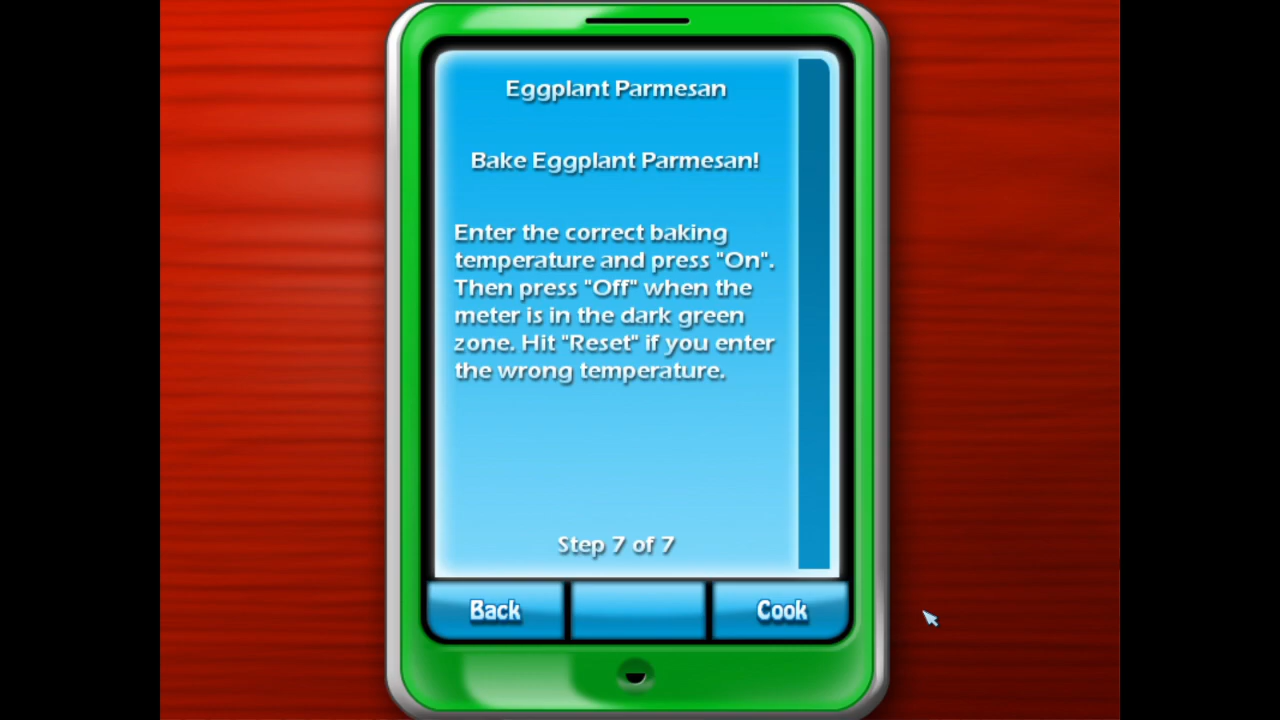 Eggplant Parmesan
Bake Eggplant Parmesan!
Enter the correct baking
temperature and press "On".
Then press "Off" when the
meter is in the dark green
zone. Hit "Reset" if you enter
the wrong temperature.
Step 7 of 7
Back
Cook